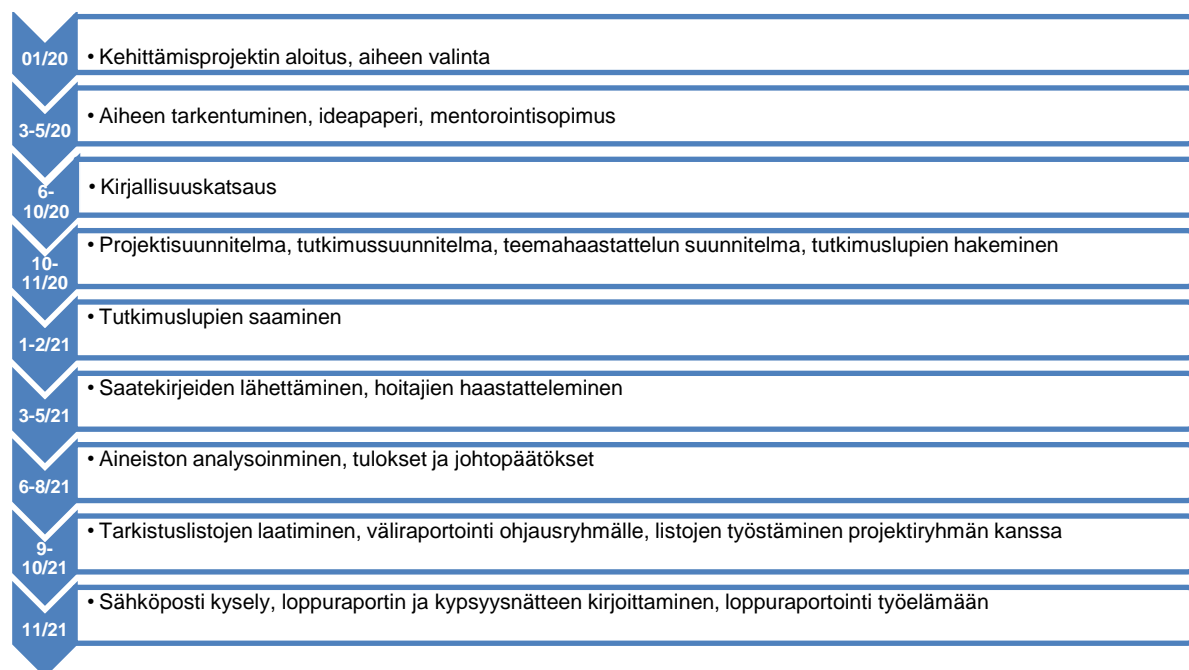 01/20
• Kehittämisprojektin aloitus, aiheen valinta
3-5/20
• Aiheen tarkentuminen, ideapaperi, mentorointisopimus
6-
10/20
• Kirjallisuuskatsaus
10-
11/20
• Projektisuunnitelma, tutkimussuunnitelma, teemahaastattelun suunnitelma, tutkimuslupien hakeminen
1-2/21
• Tutkimuslupien saaminen
3-5/21
• Saatekirjeiden lähettäminen, hoitajien haastatteleminen
6-8/21
• Aineiston analysoinminen, tulokset ja johtopäätökset
9-
10/21
• Tarkistuslistojen laatiminen, väliraportointi ohjausryhmälle, listojen työstäminen projektiryhmän kanssa
11/21
• Sähköposti kysely, loppuraportin ja kypsyysnätteen kirjoittaminen, loppuraportointi työelämään